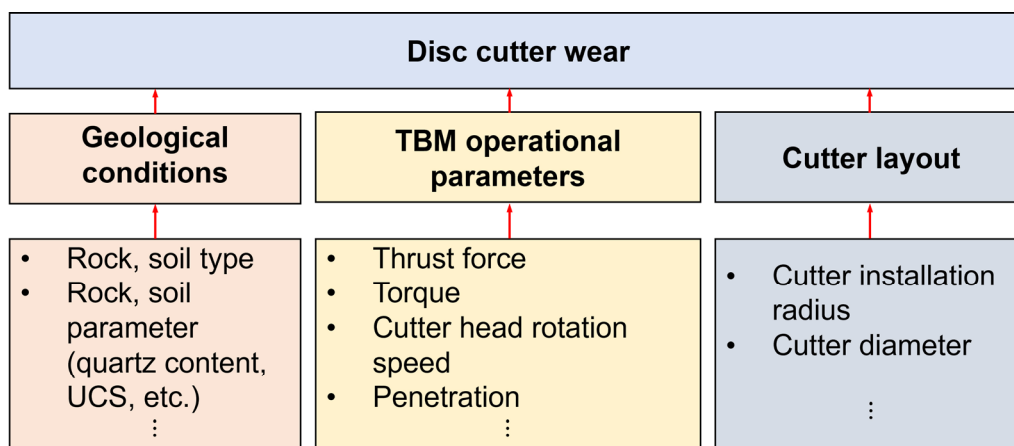 Disc cutter wear
Geological
conditions
TBM operational
parameters
Cutter layout
• Rock, soil type
• Rock, soil
parameter
(quartz content,
UCS, etc.)
⋮
• Thrust force
• Torque
• Cutter head rotation
speed
• Penetration
⋮
• Cutter installation
radius
• Cutter diameter
⋮